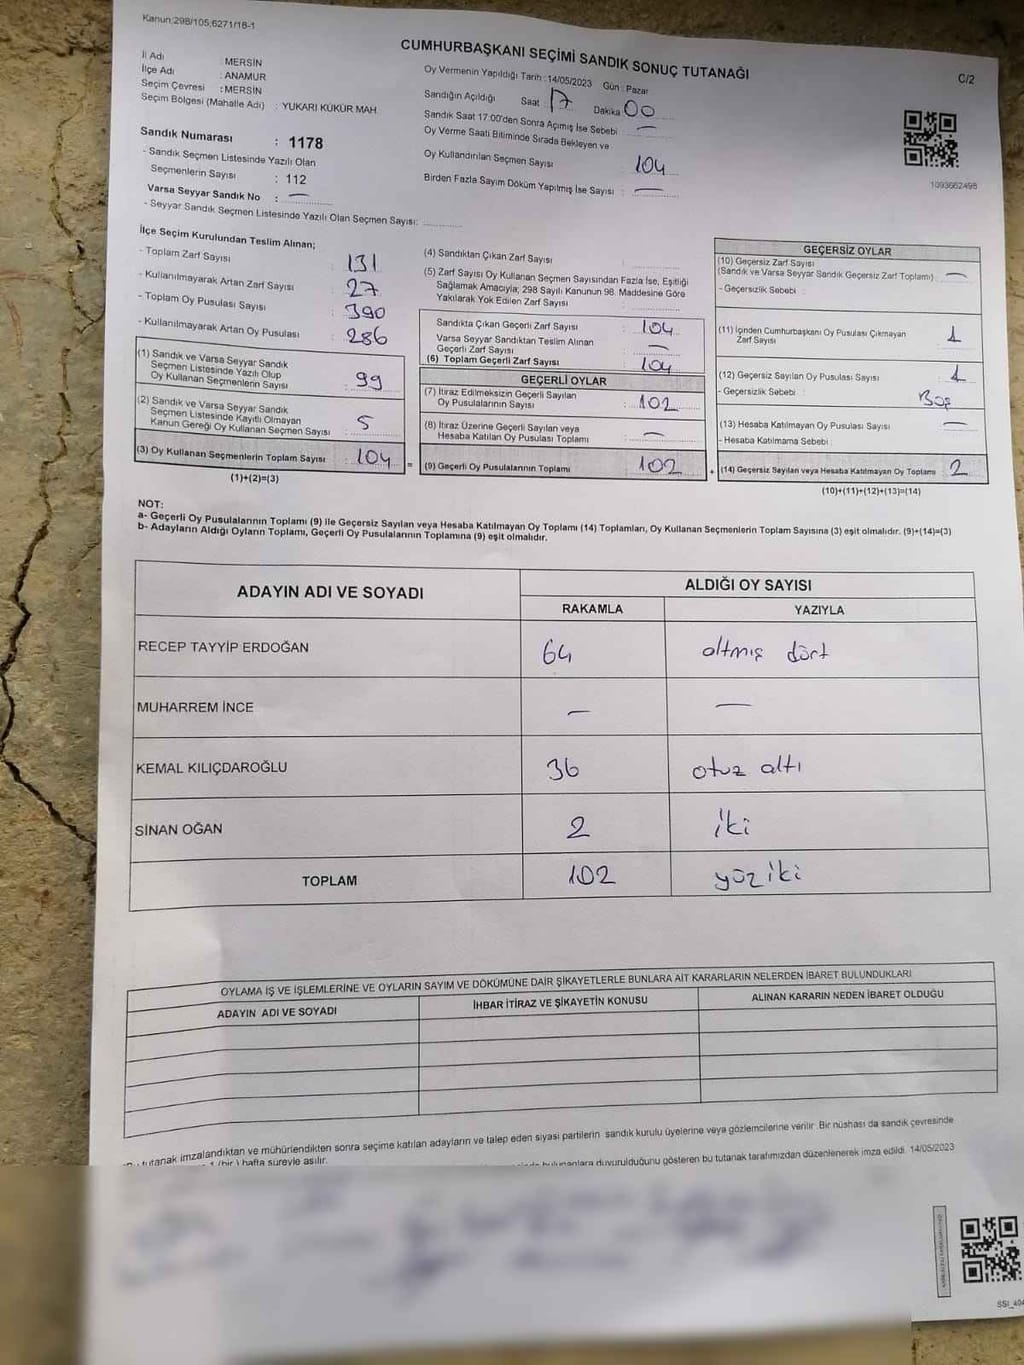 Kanun:298/105,6271/18-1
CUMHURBAŞKANI SEÇİMİ SANDIK SONUÇ TUTANAĞI
C/2
İl Adı : MERSİN
İlçe Adı : ANAMUR
Seçim Çevresi : MERSİN
Seçim Bölgesi (Mahalle Adı) : YUKARI KÜKÜR MAH.
Oy Vermenin Yapıldığı Tarih : 14/05/2023 Gün : Pazar
Sandığın Açıldığı Saat 17 Dakika 00
Sandık Saat 17.00'den Sonra Açımış İse Sebebi : —
Oy Verme Saati Bitiminde Sırada Bekleyen ve
Oy Kullandırılan Seçmen Sayısı 104
Birden Fazla Sayım Döküm Yapılmış İse Sayısı : —
1093662498
Sandık Numarası : 1178
- Sandık Seçmen Listesinde Yazılı Olan
Seçmenlerin Sayısı : 112
Varsa Seyyar Sandık No : —
- Seyyar Sandık Seçmen Listesinde Yazılı Olan Seçmen Sayısı:
İlçe Seçim Kurulundan Teslim Alınan;
- Toplam Zarf Sayısı : 131
- Kullanılmayarak Artan Zarf Sayısı : 27
- Toplam Oy Pusulası Sayısı : 390
- Kullanılmayarak Artan Oy Pusulası : 286
(1) Sandık ve Varsa Seyyar Sandık
Seçmen Listesinde Yazılı Olup
Oy Kullanan Seçmenlerin Sayısı : 99
(2) Sandık ve Varsa Seyyar Sandık
Seçmen Listesinde Kayıtlı Olmayan
Kanun Gereği Oy Kullanan Seçmen Sayısı : 5
(3) Oy Kullanan Seçmenlerin Toplam Sayısı : 104
(1)+(2)=(3)
(4) Sandıktan Çıkan Zarf Sayısı :
(5) Zarf Sayısı Oy Kullanan Seçmen Sayısından Fazla İse, Eşitliği
Sağlamak Amacıyla; 298 Sayılı Kanunun 98. Maddesine Göre
Yakılarak Yok Edilen Zarf Sayısı :
Sandıkta Çıkan Geçerli Zarf Sayısı : 104
Varsa Seyyar Sandıktan Teslim Alınan
Geçerli Zarf Sayısı : —
(6) Toplam Geçerli Zarf Sayısı : 104
GEÇERLİ OYLAR
(7) İtiraz Edilmeksizin Geçerli Sayılan
Oy Pusulalarının Sayısı : 102
(8) İtiraz Üzerine Geçerli Sayılan veya
Hesaba Katılan Oy Pusulası Toplamı : —
= (9) Geçerli Oy Pusulalarının Toplamı : 102 +
GEÇERSİZ OYLAR
(10) Geçersiz Zarf Sayısı
(Sandık ve Varsa Seyyar Sandık Geçersiz Zarf Toplamı) : —
- Geçersizlik Sebebi :
(11) İçinden Cumhurbaşkanı Oy Pusulası Çıkmayan
Zarf Sayısı : 1
(12) Geçersiz Sayılan Oy Pusulası Sayısı : 1
- Geçersizlik Sebebi : Boş
(13) Hesaba Katılmayan Oy Pusulası Sayısı : —
- Hesaba Katılmama Sebebi :
(14) Geçersiz Sayılan veya Hesaba Katılmayan Oy Toplamı : 2
(10)+(11)+(12)+(13)=(14)
NOT:
a- Geçerli Oy Pusulalarının Toplamı (9) ile Geçersiz Sayılan veya Hesaba Katılmayan Oy Toplamı (14) Toplamları, Oy Kullanan Seçmenlerin Toplam Sayısına (3) eşit olmalıdır. (9)+(14)=(3)
b- Adayların Aldığı Oyların Toplamı, Geçerli Oy Pusulalarının Toplamına (9) eşit olmalıdır.
ADAYIN ADI VE SOYADI ALDIĞI OY SAYISI
RAKAMLA YAZIYLA
RECEP TAYYİP ERDOĞAN 64 altmış dört
MUHARREM İNCE — —
KEMAL KILIÇDAROĞLU 36 otuz altı
SİNAN OĞAN 2 iki
TOPLAM 102 yüz iki
OYLAMA İŞ VE İŞLEMLERİNE VE OYLARIN SAYIM VE DÖKÜMÜNE DAİR ŞİKAYETLERLE BUNLARA AİT KARARLARIN NELERDEN İBARET BULUNDUKLARI
ADAYIN ADI VE SOYADI İHBAR İTİRAZ VE ŞİKAYETİN KONUSU ALINAN KARARIN NEDEN İBARET OLDUĞU
tutanak imzalandıktan ve mühürlendikten sonra seçime katılan adayların ve talep eden siyasi partilerin sandık kurulu üyelerine veya gözlemcilerine verilir .Bir nüshası da sandık çevresinde
1 (bir ) hafta süreyle asılır. bulunanlara duyurulduğunu gösteren bu tutanak tarafımızdan düzenlenerek imza edildi. 14/05/2023